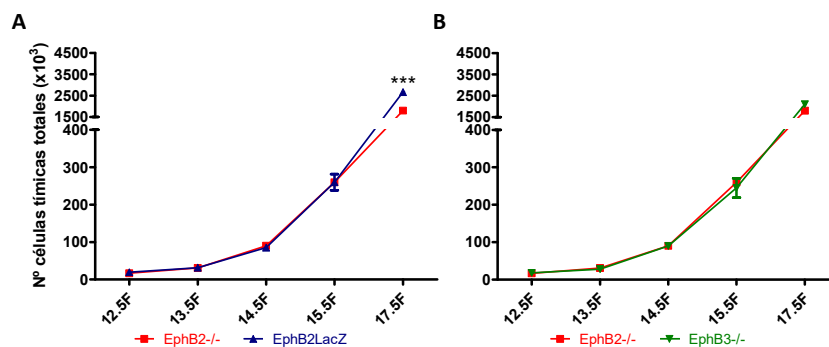 A
B
Nº células tímicas totales (x10³)
4500
3500
2500
1500
400
300
200
100
0
***
12.5F
13.5F
14.5F
15.5F
17.5F
EphB2-/-
EphB2LacZ
4500
3500
2500
1500
400
300
200
100
0
12.5F
13.5F
14.5F
15.5F
17.5F
EphB2-/-
EphB3-/-